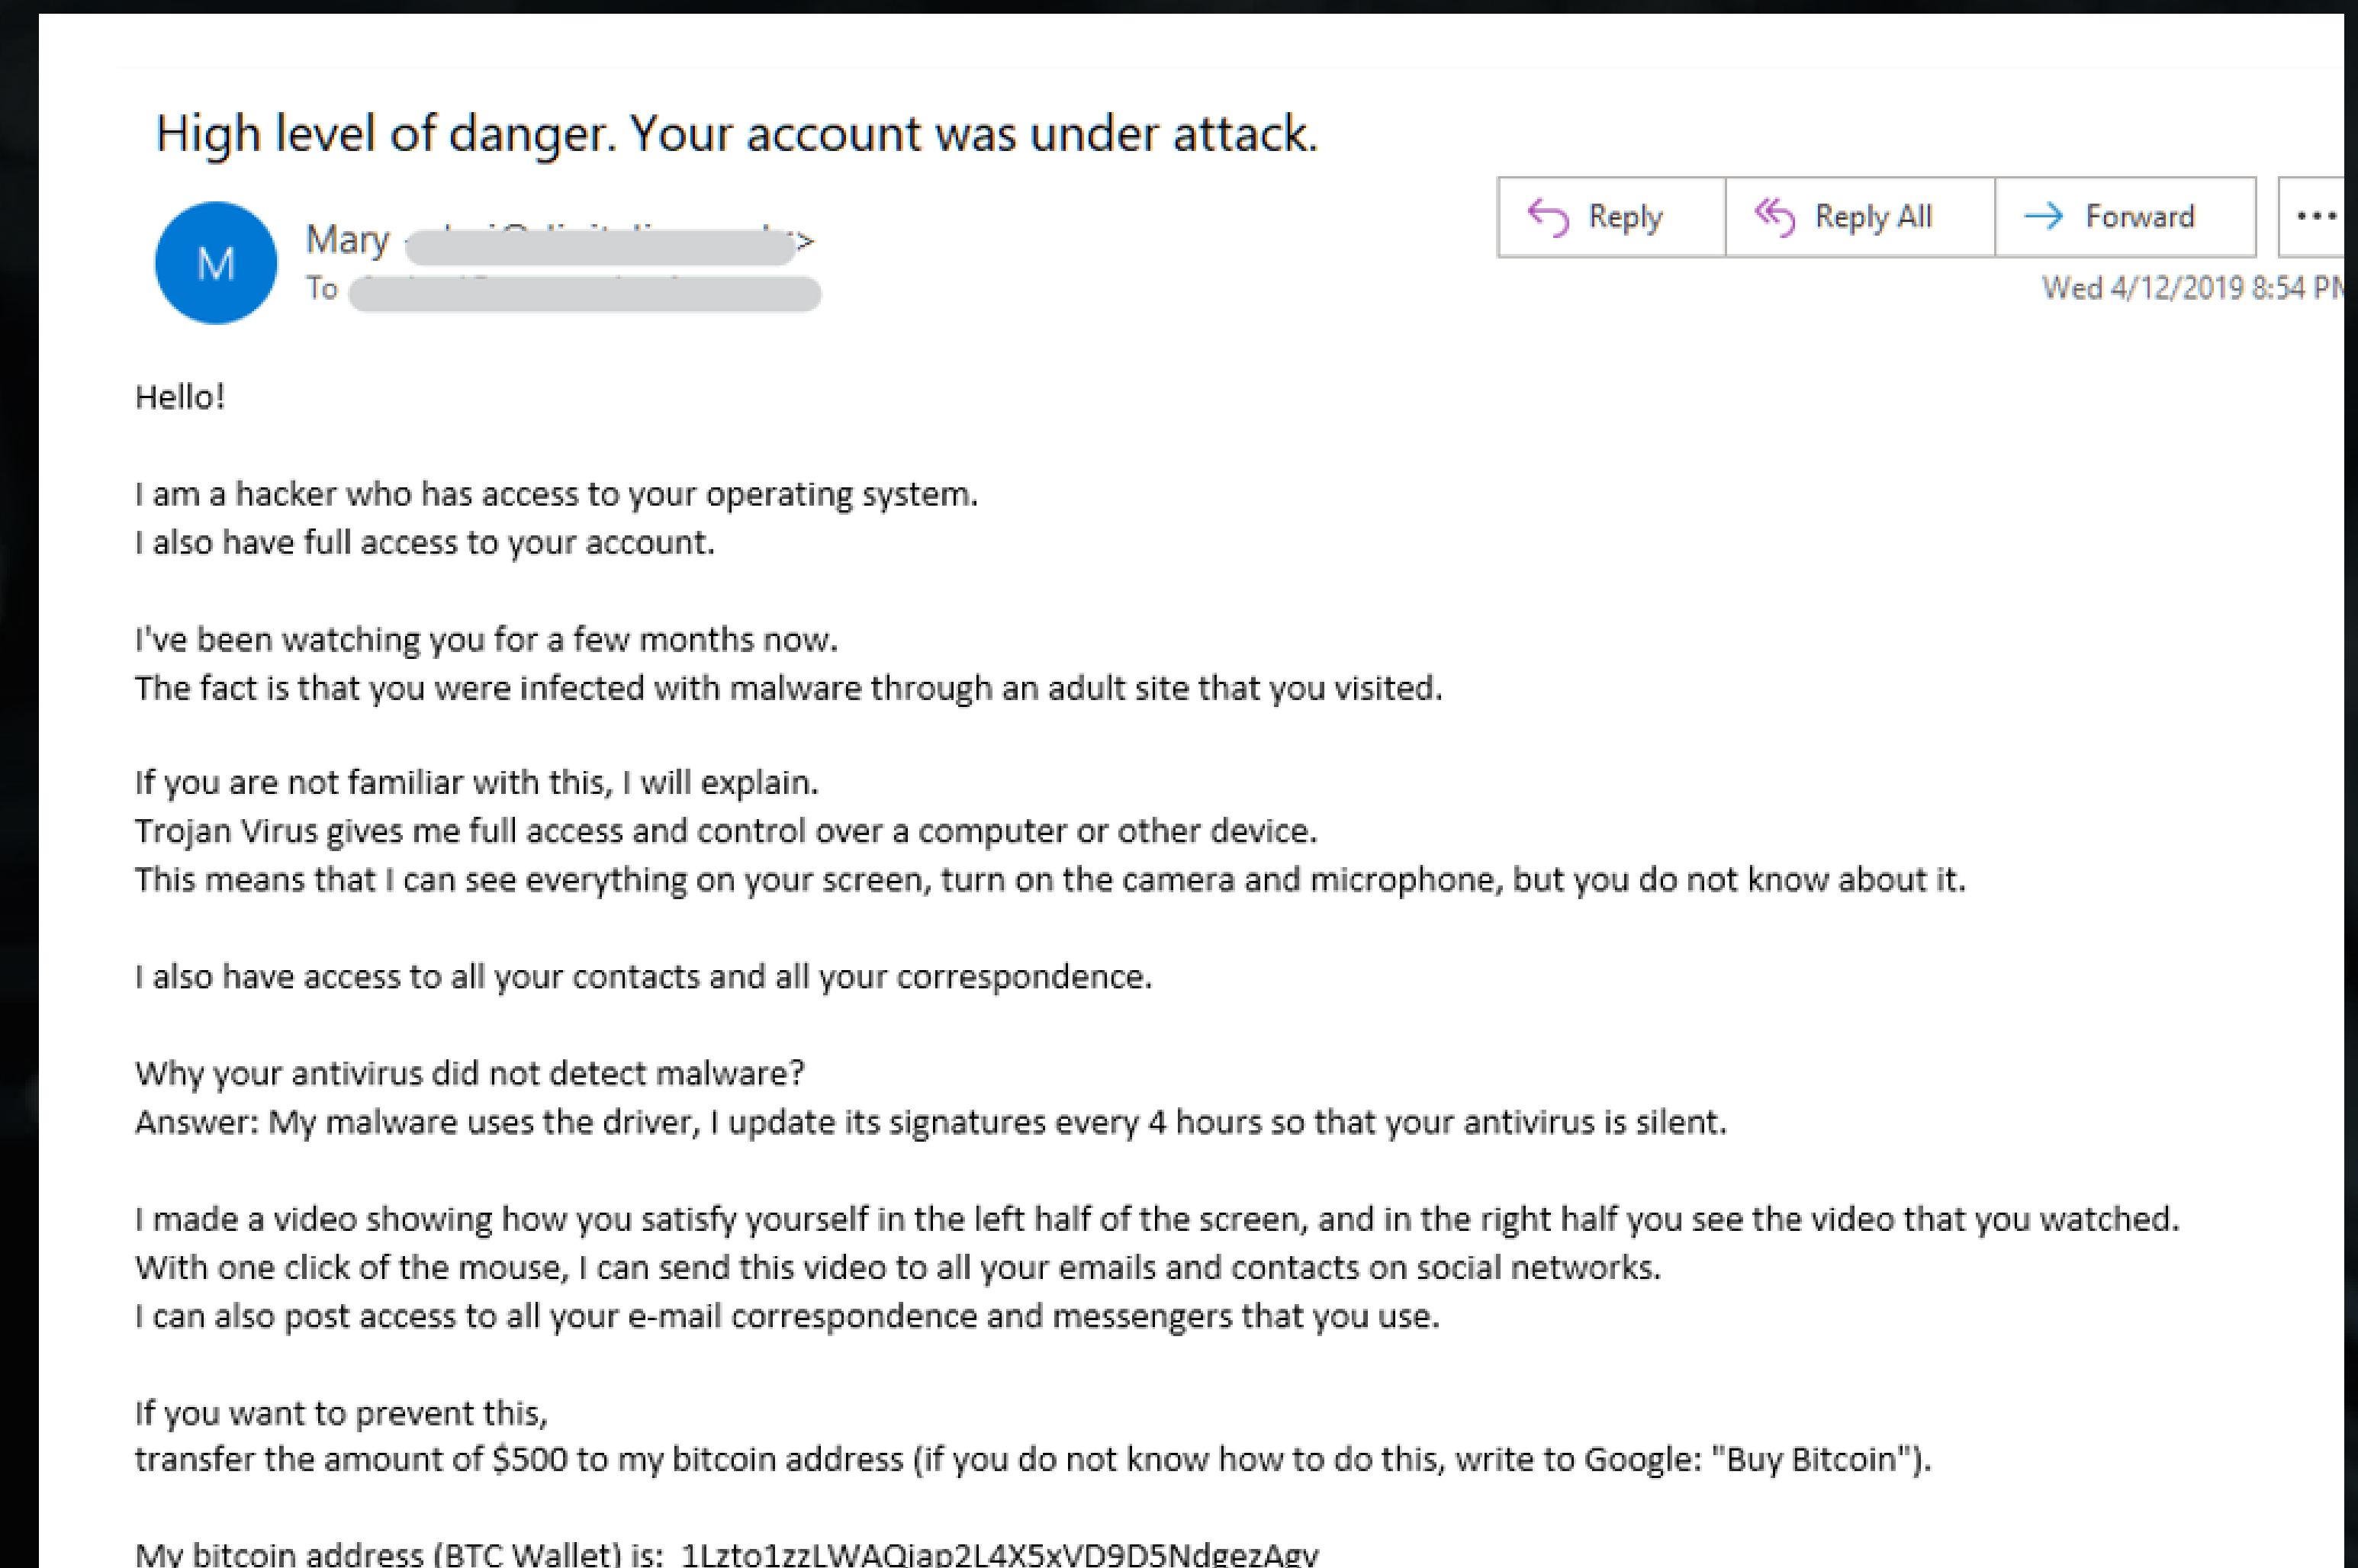 High level of danger. Your account was under attack.
Reply
Reply All
Forward
M
Mary
To
Wed 4/12/2019 8:54 PM
Hello!
I am a hacker who has access to your operating system.
I also have full access to your account.
I've been watching you for a few months now.
The fact is that you were infected with malware through an adult site that you visited.
If you are not familiar with this, I will explain.
Trojan Virus gives me full access and control over a computer or other device.
This means that I can see everything on your screen, turn on the camera and microphone, but you do not know about it.
I also have access to all your contacts and all your correspondence.
Why your antivirus did not detect malware?
Answer: My malware uses the driver, I update its signatures every 4 hours so that your antivirus is silent.
I made a video showing how you satisfy yourself in the left half of the screen, and in the right half you see the video that you watched.
With one click of the mouse, I can send this video to all your emails and contacts on social networks.
I can also post access to all your e-mail correspondence and messengers that you use.
If you want to prevent this,
transfer the amount of $500 to my bitcoin address (if you do not know how to do this, write to Google: "Buy Bitcoin").
My bitcoin address (BTC Wallet) is: